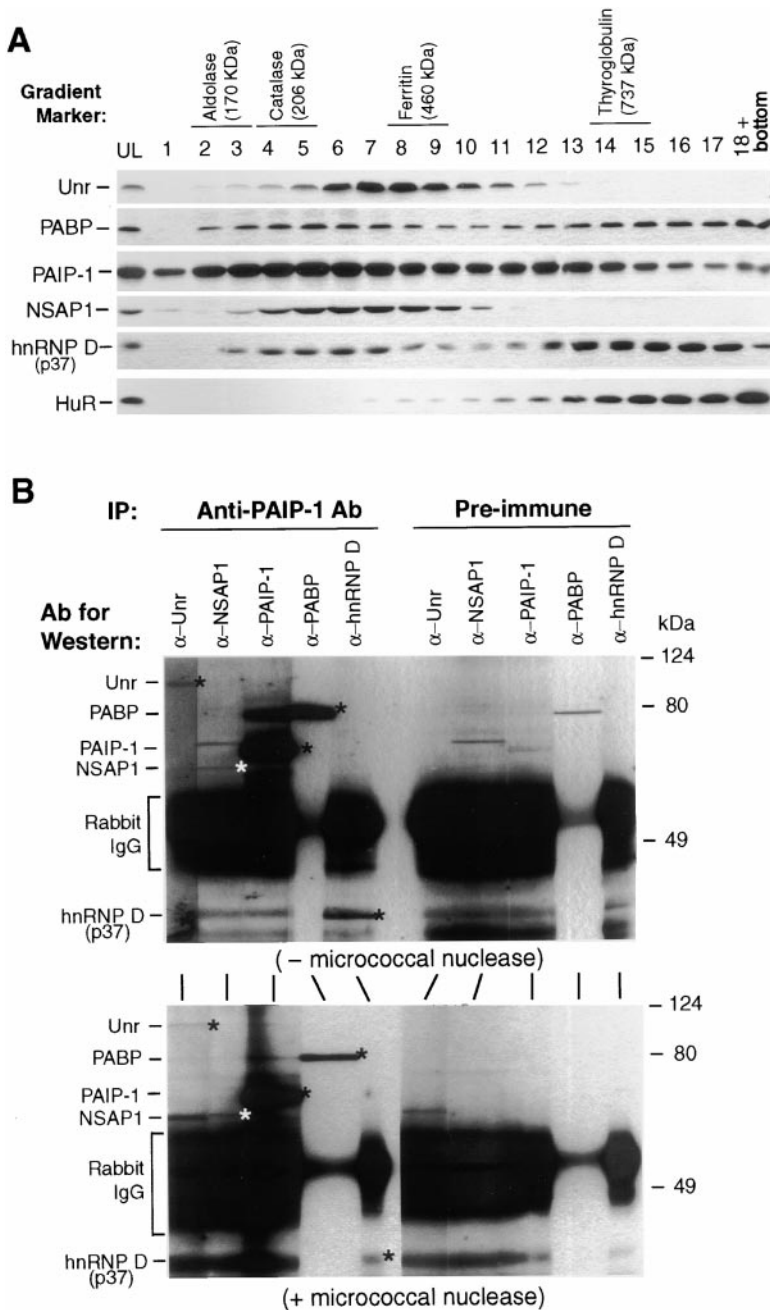 A
Gradient Marker:
Aldolase (170 KDa)
Catalase (206 kDa)
Ferritin (460 kDa)
Thyroglobulin (737 kDa)
UL 1 2 3 4 5 6 7 8 9 10 11 12 13 14 15 16 17 18 + bottom
Unr
PABP
PAIP-1
NSAP1
hnRNP D
(p37)
HuR
B
IP: Anti-PAIP-1 Ab Pre-immune
Ab for Western:
α-Unr α-NSAP1 α-PAIP-1 α-PABP α-hnRNP D α-Unr α-NSAP1 α-PAIP-1 α-PABP α-hnRNP D
kDa
124
Unr *
80
PABP *
PAIP-1 *
NSAP1 *
Rabbit IgG
49
hnRNP D *
(p37)
(– micrococcal nuclease)
124
Unr *
PABP * 80
PAIP-1 *
NSAP1 *
Rabbit IgG
49
hnRNP D *
(p37)
(+ micrococcal nuclease)